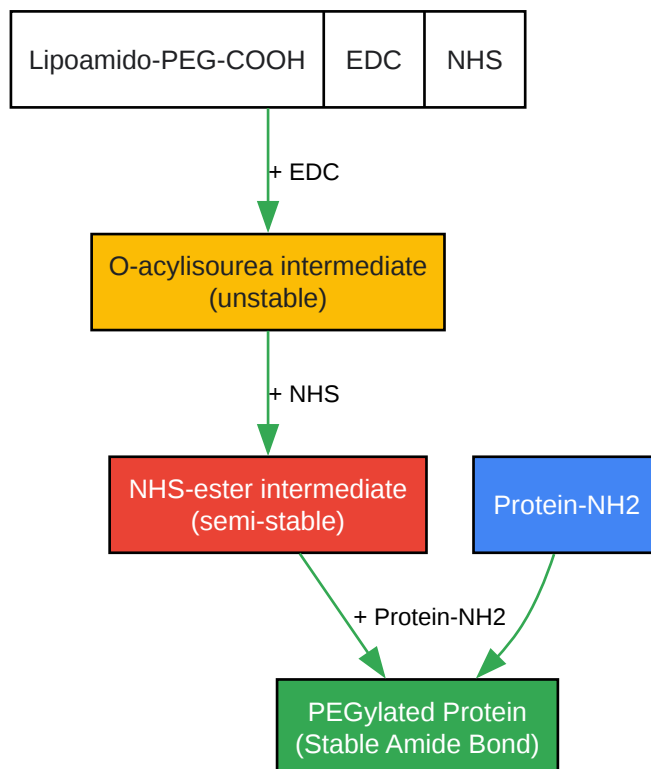 Lipoamido-PEG-COOH EDC NHS
+ EDC
O-acylisourea intermediate
(unstable)
+ NHS
NHS-ester intermediate
(semi-stable)
Protein-NH2
+ Protein-NH2
PEGylated Protein
(Stable Amide Bond)